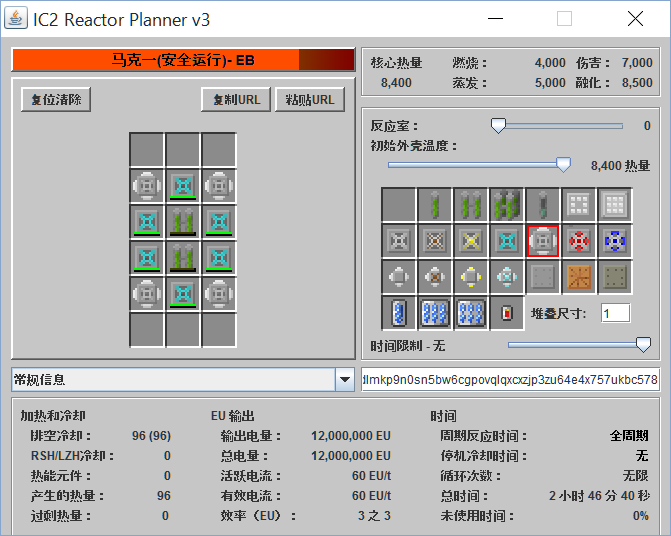 IC2 Reactor Planner v3
马克一(安全运行)- EB
核心热量 燃烧： 4,000 伤害： 7,000
8,400 蒸发： 5,000 融化： 8,500
复位清除 复制URL 粘贴URL
反应室： 0
初始外壳温度：
8,400 热量
堆叠尺寸： 1
时间限制 - 无
常规信息
dlmkp9n0sn5bw6cgpovqlqxcxzjp3zu64e4x757ukbc578
加热和冷却 EU 输出 时间
排空冷却： 96 (96) 输出电量： 12,000,000 EU 周期反应时间： 全周期
RSH/LZH冷却： 0 总电量： 12,000,000 EU 停机冷却时间： 无
热能元件： 0 活跃电流： 60 EU/t 循环次数： 无限
产生的热量： 96 有效电流： 60 EU/t 总时间： 2 小时 46 分 40 秒
过剩热量： 0 效率（EU）： 3 之 3 未使用时间： 0%